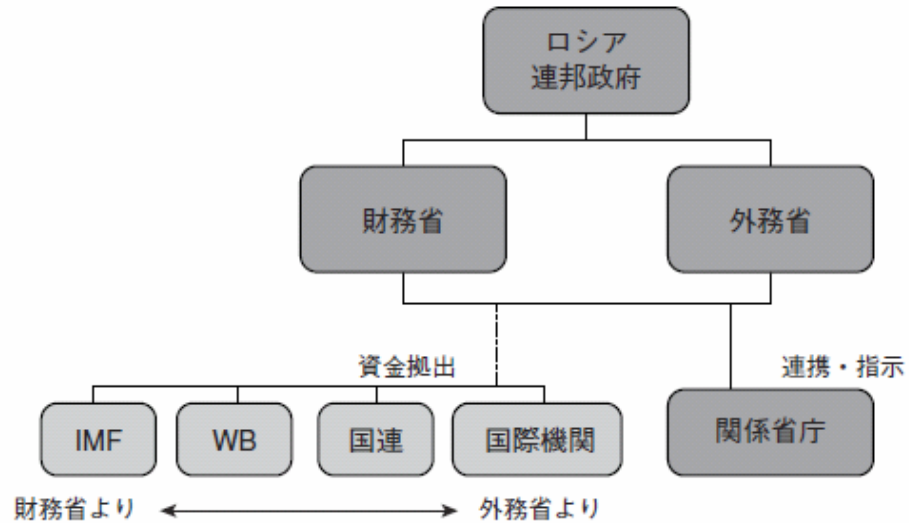 ロシア
連邦政府
財務省
外務省
資金拠出
連携・指示
IMF
WB
国連
国際機関
関係省庁
財務省より
外務省より